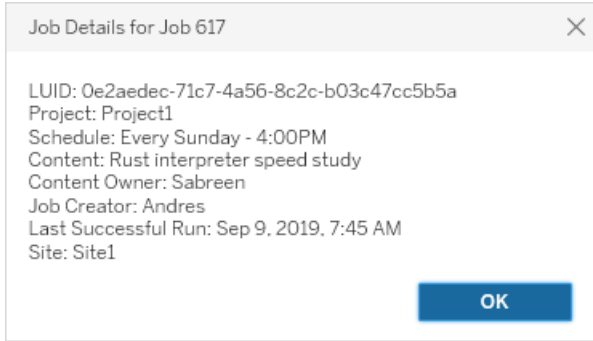 Job Details for Job 617
LUID: 0e2aedec-71c7-4a56-8c2c-b03c47cc5b5a
Project: Project1
Schedule: Every Sunday - 4:00PM
Content: Rust interpreter speed study
Content Owner: Sabreen
Job Creator: Andres
Last Successful Run: Sep 9, 2019, 7:45 AM
Site: Site1
OK